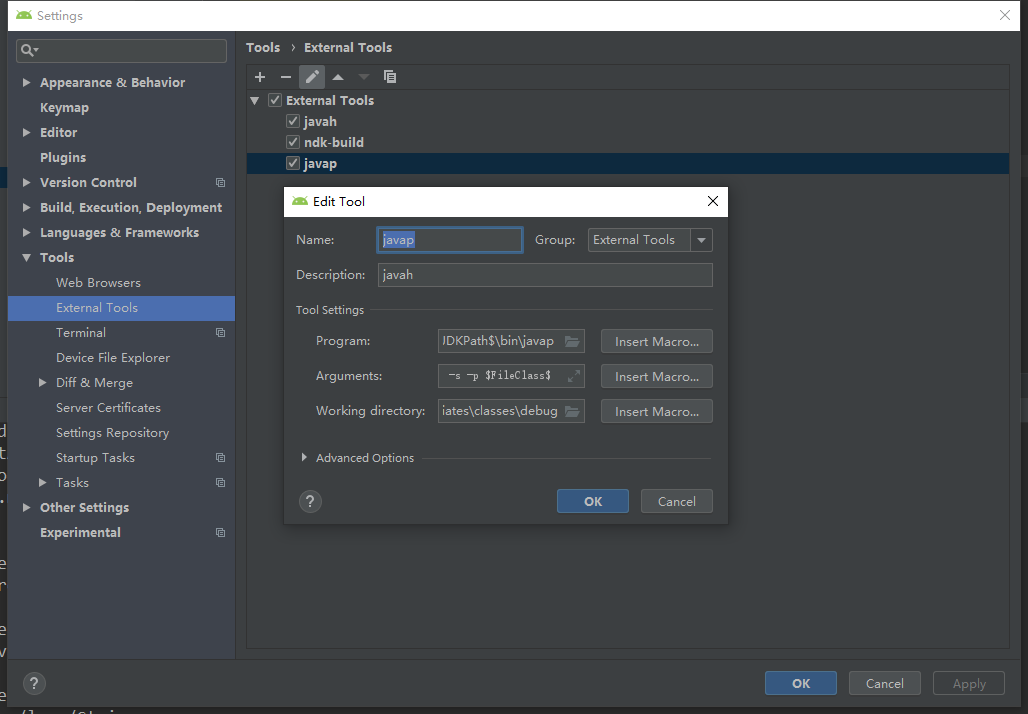 Settings
Tools › External Tools
Appearance & Behavior
Keymap
Editor
Plugins
Version Control
Build, Execution, Deployment
Languages & Frameworks
Tools
Web Browsers
External Tools
Terminal
Device File Explorer
Diff & Merge
Server Certificates
Settings Repository
Startup Tasks
Tasks
Other Settings
Experimental
External Tools
javah
ndk-build
javap
Edit Tool
Name: javap Group: External Tools
Description: javah
Tool Settings
Program: JDKPath$\bin\javap Insert Macro...
Arguments: -s -p $FileClass$ Insert Macro...
Working directory: iates\classes\debug Insert Macro...
Advanced Options
? OK Cancel
? OK Cancel Apply